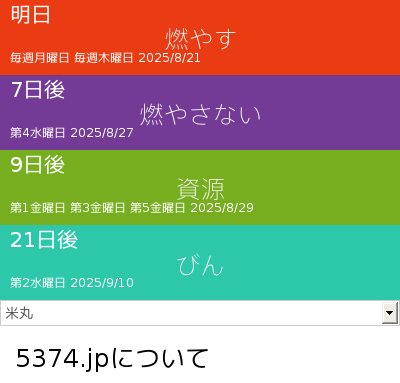 明日
燃やす
毎週月曜日 毎週木曜日 2025/8/21
7日後
燃やさない
第4水曜日 2025/8/27
9日後
資源
第1金曜日 第3金曜日 第5金曜日 2025/8/29
21日後
びん
第2水曜日 2025/9/10
米丸
5374.jpについて